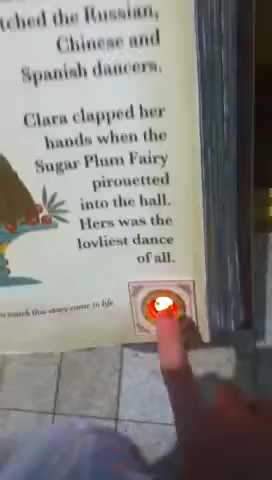 tched the Russian,
Chinese and
Spanish dancers.
Clara clapped her
hands when the
Sugar Plum Fairy
pirouetted
into the hall.
Hers was the
lovliest dance
of all.
watch this story come to life.